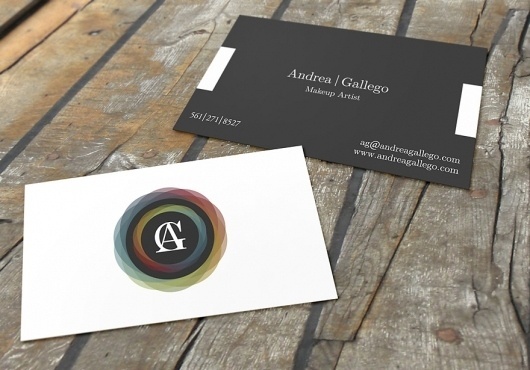 Andrea | Gallego
Makeup Artist
561|271|8527
ag@andreagallego.com
www.andreagallego.com
AG